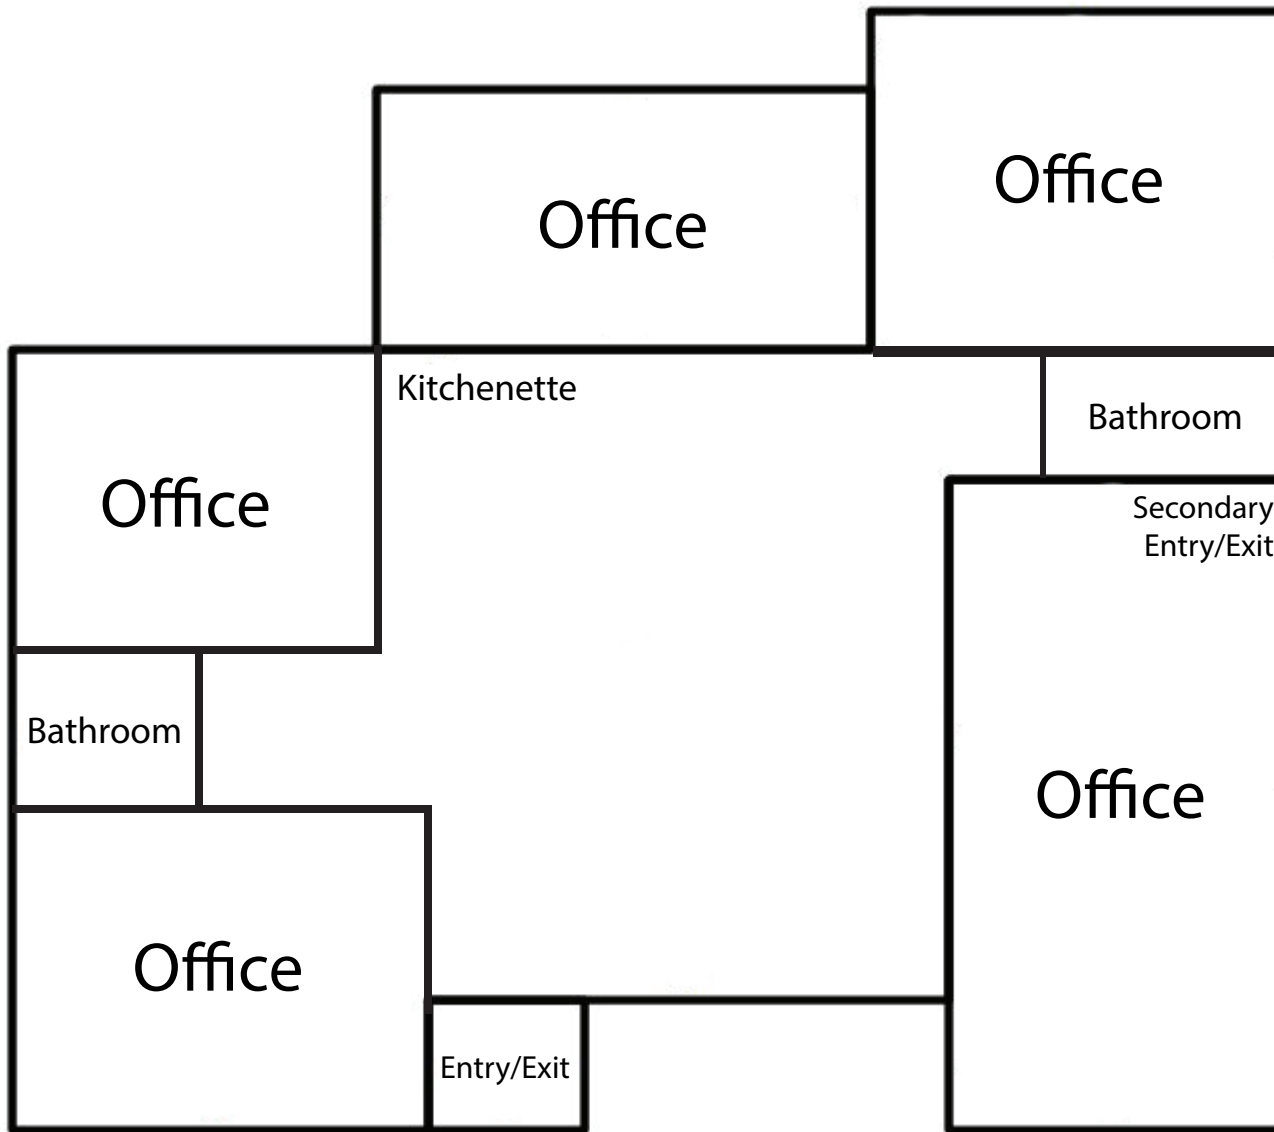 Office
Office
Kitchenette
Bathroom
Office
Secondary
Entry/Exit
Bathroom
Office
Office
Entry/Exit